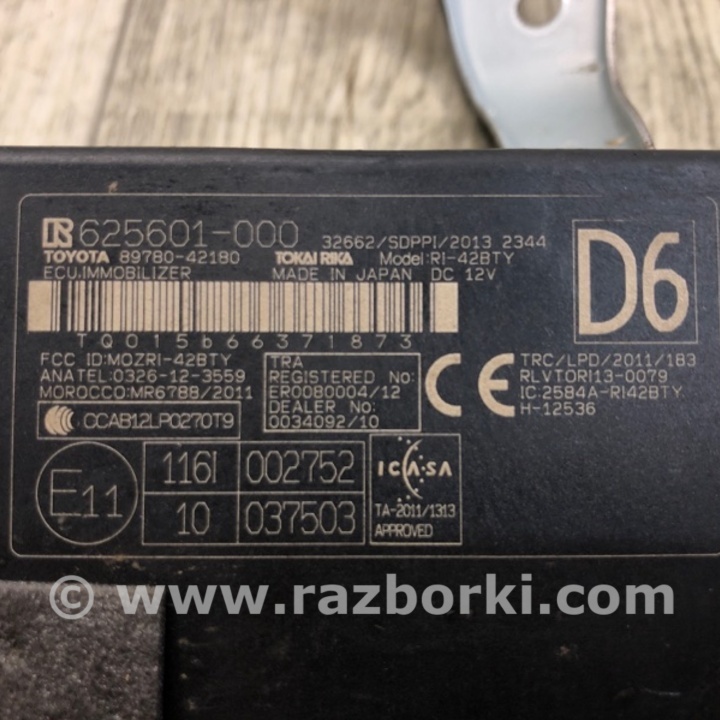 625601-000 32662/SDPPI/2013 2344
TOYOTA 89780-42180 TOKAI RIKA Model:RI-42BTY
ECU,IMMOBILIZER MADE IN JAPAN DC 12V
D6
TQ015b66371873
FCC ID:MOZRI-42BTY
ANATEL:0326-12-3559
MOROCCO:MR6788/2011
CCAB12LP0270T9
TRA
REGISTERED No:
ER0080004/12
DEALER No:
0034092/10
CE
TRC/LPD/2011/183
RLVTORI13-0079
IC:2584A-RI42BTY
H-12536
E11
116I 002752
10 037503
ICASA
TA-2011/1313
APPROVED
© www.razborki.com